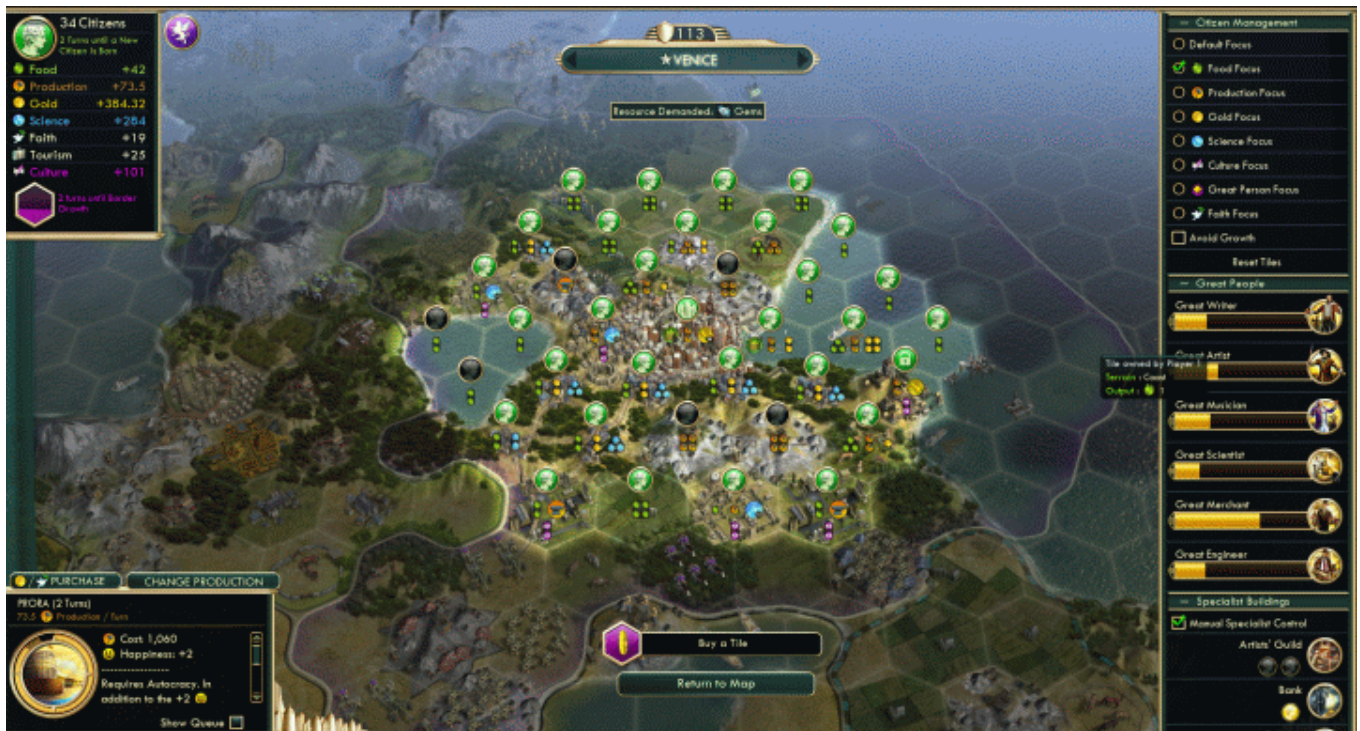 34 Citizens
2 Turns until a New
Citizen is Born
Food +42
Production +73.5
Gold +384.32
Science +284
Faith +19
Tourism +25
Culture +101
2 turns until Border
Growth
113
VENICE
Resource Demanded: Gems
Citizen Management
Default Focus
Food Focus
Production Focus
Gold Focus
Science Focus
Culture Focus
Great Person Focus
Faith Focus
Avoid Growth
Reset Tiles
Great People
Great Writer
Great Artist
Great Musician
Great Scientist
Great Merchant
Great Engineer
Tile owned by Player 1
Terrain : Coast
Output : 1
Specialist Buildings
Manual Specialist Control
Artists' Guild
Bank
PURCHASE
CHANGE PRODUCTION
PRORA (2 Turns)
73.5 Production / Turn
Cost 1,060
Happiness: +2
Requires Autocracy. In
addition to the +2
Show Queue
Buy a Tile
Return to Map